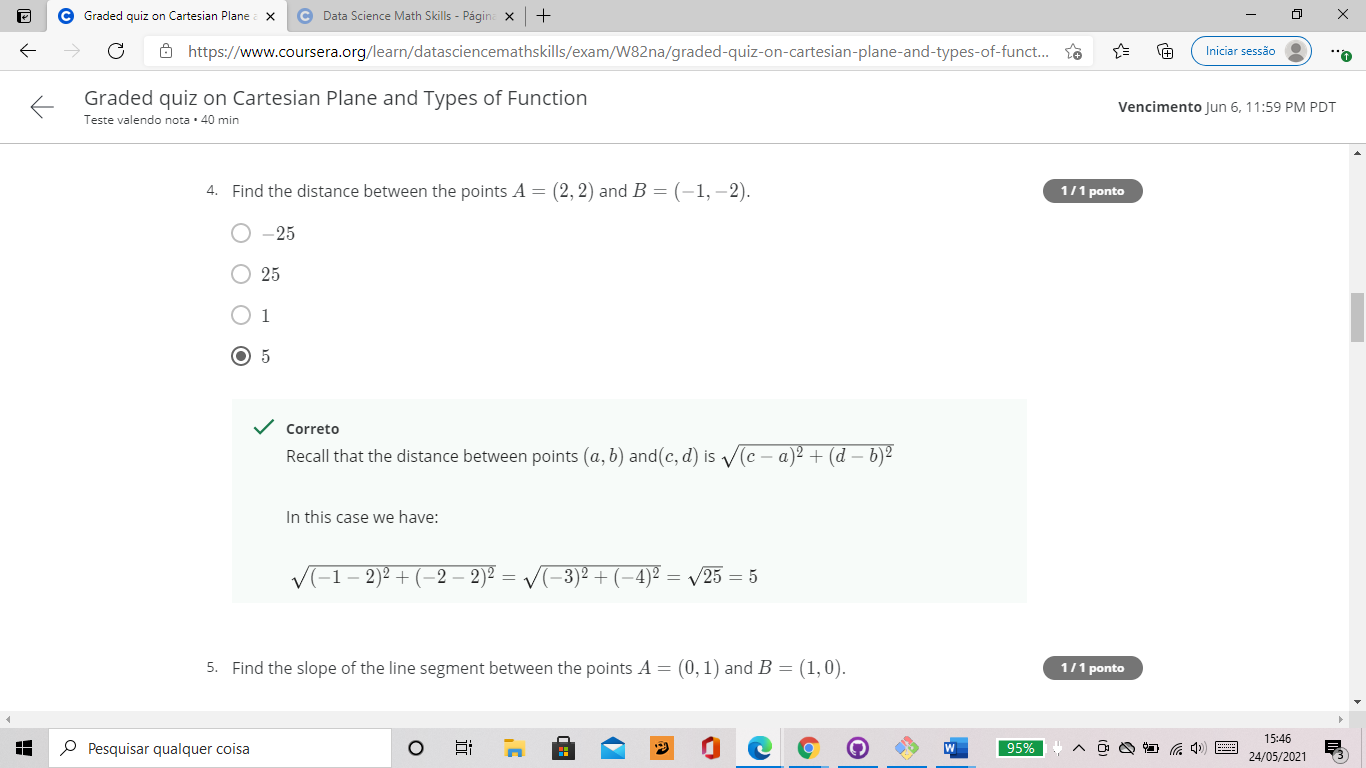 Graded quiz on Cartesian Plane a
Data Science Math Skills - Págin
https://www.coursera.org/learn/datasciencemathskills/exam/W82na/graded-quiz-on-cartesian-plane-and-types-of-funct...
Iniciar sessão
Graded quiz on Cartesian Plane and Types of Function
Teste valendo nota • 40 min
Vencimento Jun 6, 11:59 PM PDT
4. Find the distance between the points A = (2, 2) and B = (−1, −2).
1 / 1 ponto
−25
25
1
5
Correto
Recall that the distance between points (a, b) and(c, d) is √(c − a)² + (d − b)²
In this case we have:
√(−1 − 2)² + (−2 − 2)² = √(−3)² + (−4)² = √25 = 5
5. Find the slope of the line segment between the points A = (0, 1) and B = (1, 0).
1 / 1 ponto
Pesquisar qualquer coisa
95%
15:46
24/05/2021
3